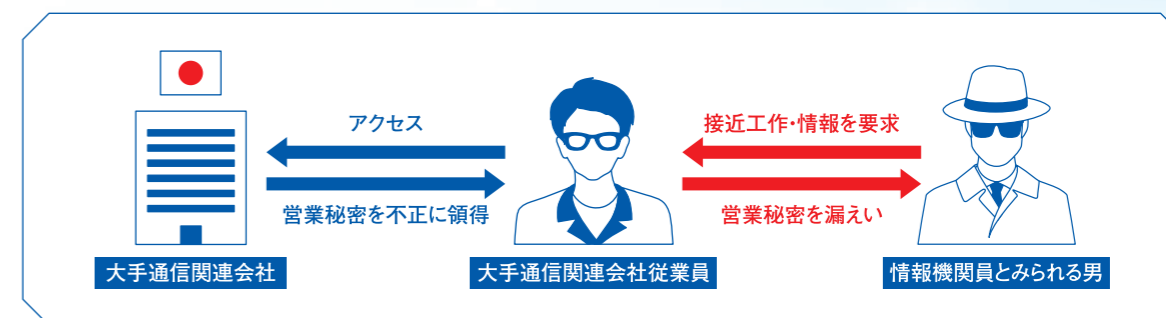 アクセス
営業秘密を不正に領得
接近工作・情報を要求
営業秘密を漏えい
大手通信関連会社
大手通信関連会社従業員
情報機関員とみられる男